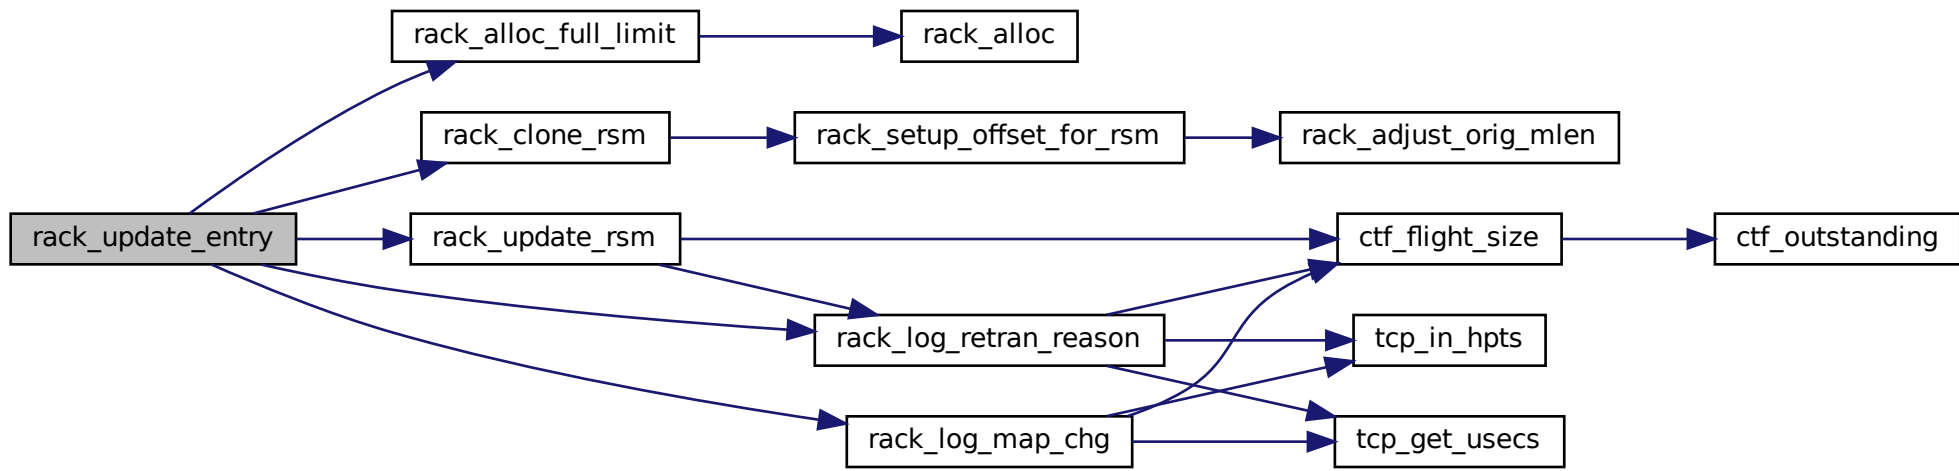 rack_alloc_full_limit
rack_alloc
rack_clone_rsm
rack_setup_offset_for_rsm
rack_adjust_orig_mlen
rack_update_entry
rack_update_rsm
ctf_flight_size
ctf_outstanding
rack_log_retran_reason
tcp_in_hpts
rack_log_map_chg
tcp_get_usecs